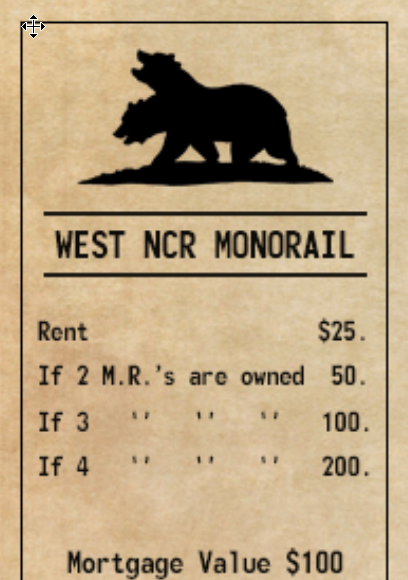 WEST NCR MONORAIL
Rent $25.
If 2 M.R.'s are owned 50.
If 3 '' '' '' 100.
If 4 '' '' '' 200.
Mortgage Value $100